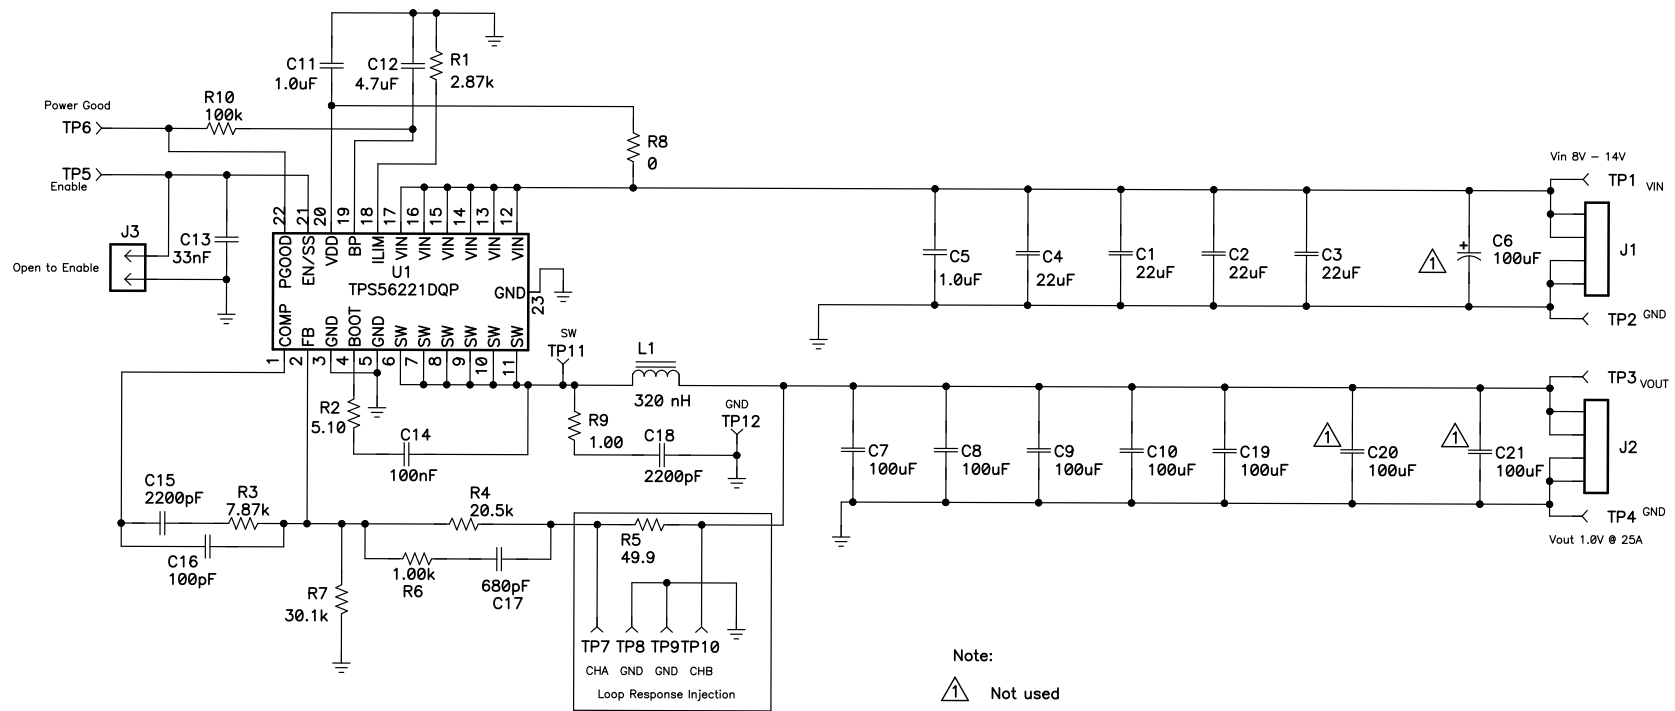 C11
1.0uF
C12
4.7uF
R1
2.87k
Power Good
TP6
R10
100k
TP5
Enable
R8
0
J3
Open to Enable
C13
33nF
22
21
20
19
18
17
16
15
14
13
12
PGOOD
EN/SS
VDD
BP
ILIM
VIN
VIN
VIN
VIN
VIN
VIN
U1
TPS56221DQP
GND
23
COMP
FB
GND
BOOT
GND
SW
SW
SW
SW
SW
SW
1
2
3
4
5
6
7
8
9
10
11
Vin 8V - 14V
TP1 VIN
J1
TP2 GND
C5
1.0uF
C4
22uF
C1
22uF
C2
22uF
C3
22uF
1
+
C6
100uF
SW
TP11
L1
320 nH
GND
TP12
R2
5.10
C14
100nF
R9
1.00
C18
2200pF
TP3 VOUT
J2
TP4 GND
Vout 1.0V @ 25A
C7
100uF
C8
100uF
C9
100uF
C10
100uF
C19
100uF
1
C20
100uF
1
C21
100uF
C15
2200pF
R3
7.87k
C16
100pF
R4
20.5k
1.00k
R6
680pF
C17
R7
30.1k
R5
49.9
TP7 TP8 TP9 TP10
CHA GND GND CHB
Loop Response Injection
Note:
1 Not used